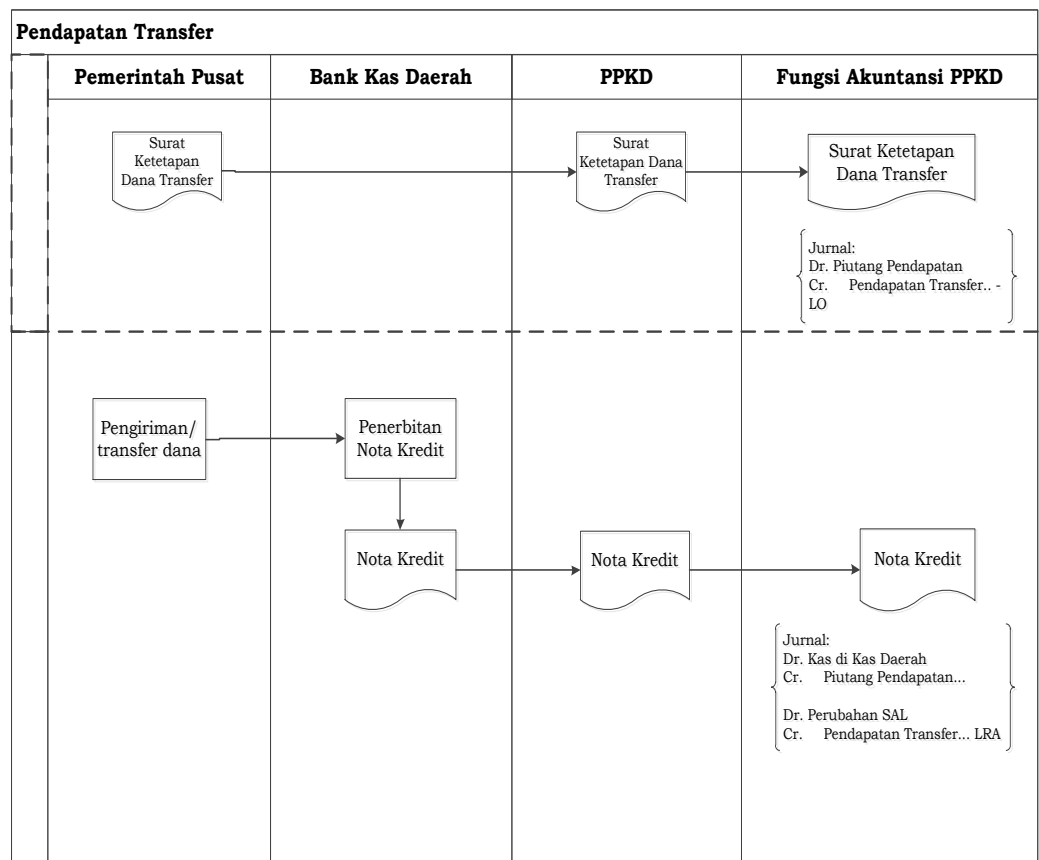 Pendapatan Transfer
Pemerintah Pusat
Bank Kas Daerah
PPKD
Fungsi Akuntansi PPKD
Surat
Ketetapan
Dana Transfer
Surat
Ketetapan Dana
Transfer
Surat Ketetapan
Dana Transfer
Jurnal:
Dr. Piutang Pendapatan
Cr. Pendapatan Transfer.. -
LO
Pengiriman/
transfer dana
Penerbitan
Nota Kredit
Nota Kredit
Nota Kredit
Nota Kredit
Jurnal:
Dr. Kas di Kas Daerah
Cr. Piutang Pendapatan...
Dr. Perubahan SAL
Cr. Pendapatan Transfer... LRA